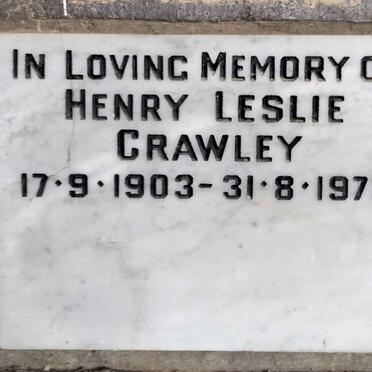 IN LOVING MEMORY O
HENRY LESLIE
CRAWLEY
17·9·1903-31·8·197